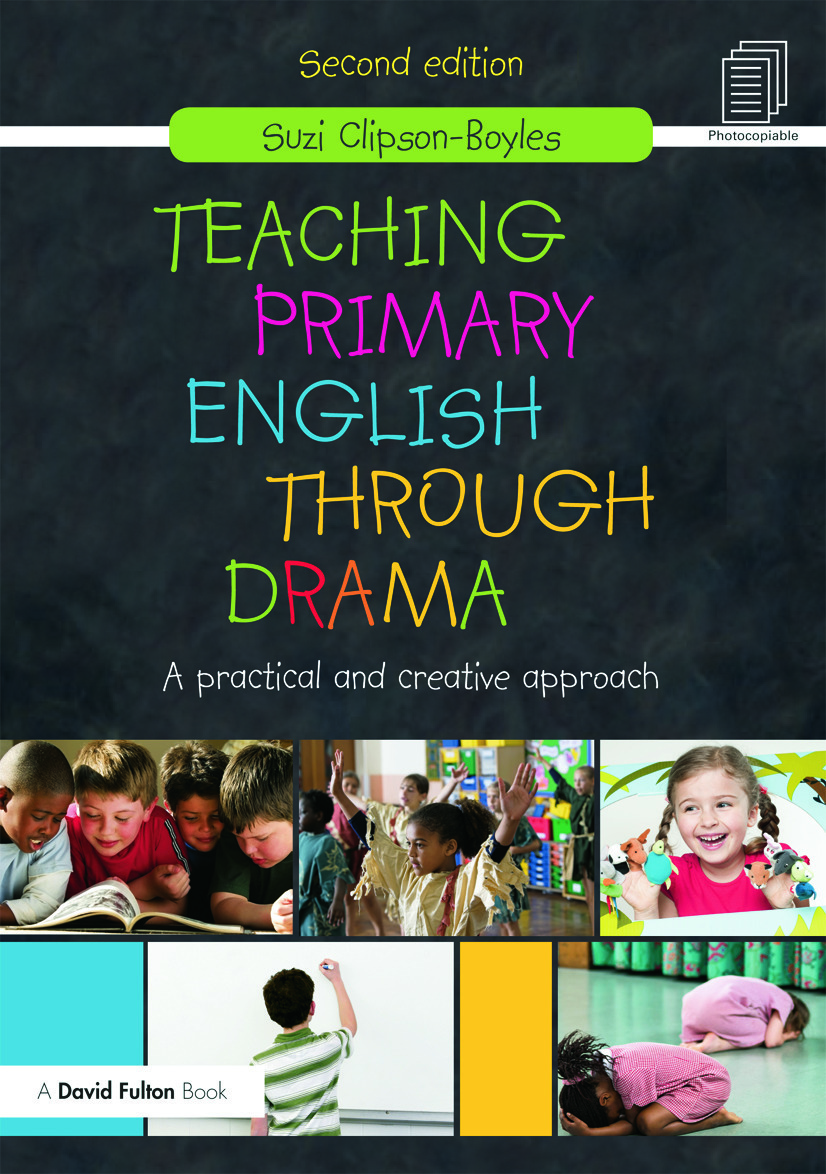 Second edition
Suzi Clipson-Boyles
Photocopiable
TEACHING
PRIMARY
ENGLISH
THROUGH
DRAMA
A practical and creative approach
A David Fulton Book